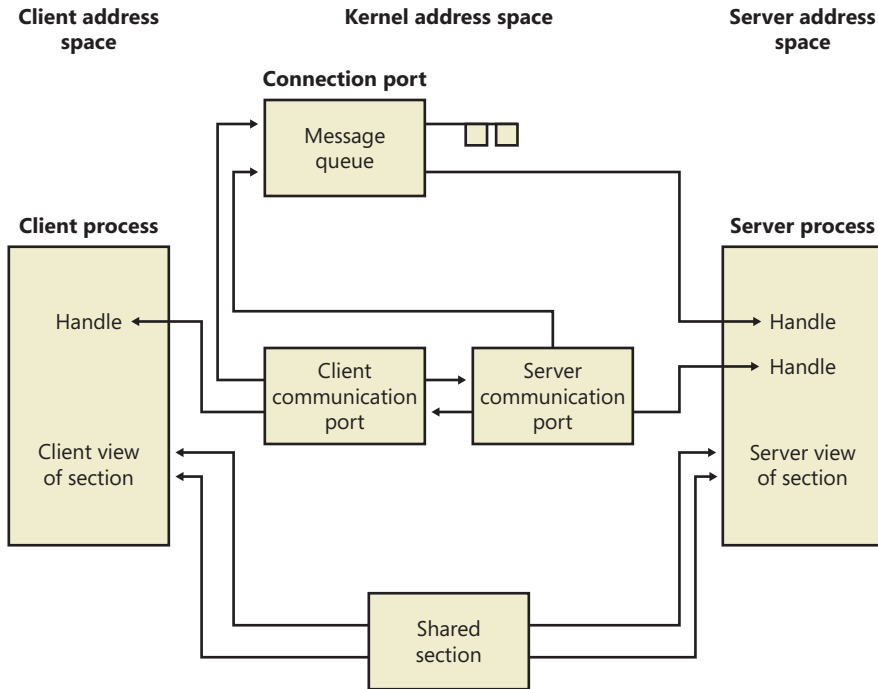 Client address
space
Kernel address space
Server address
space
Connection port
Message
queue
Client process
Server process
Handle
Handle
Client
communication
port
Server
communication
port
Handle
Client view
of section
Server view
of section
Shared
section